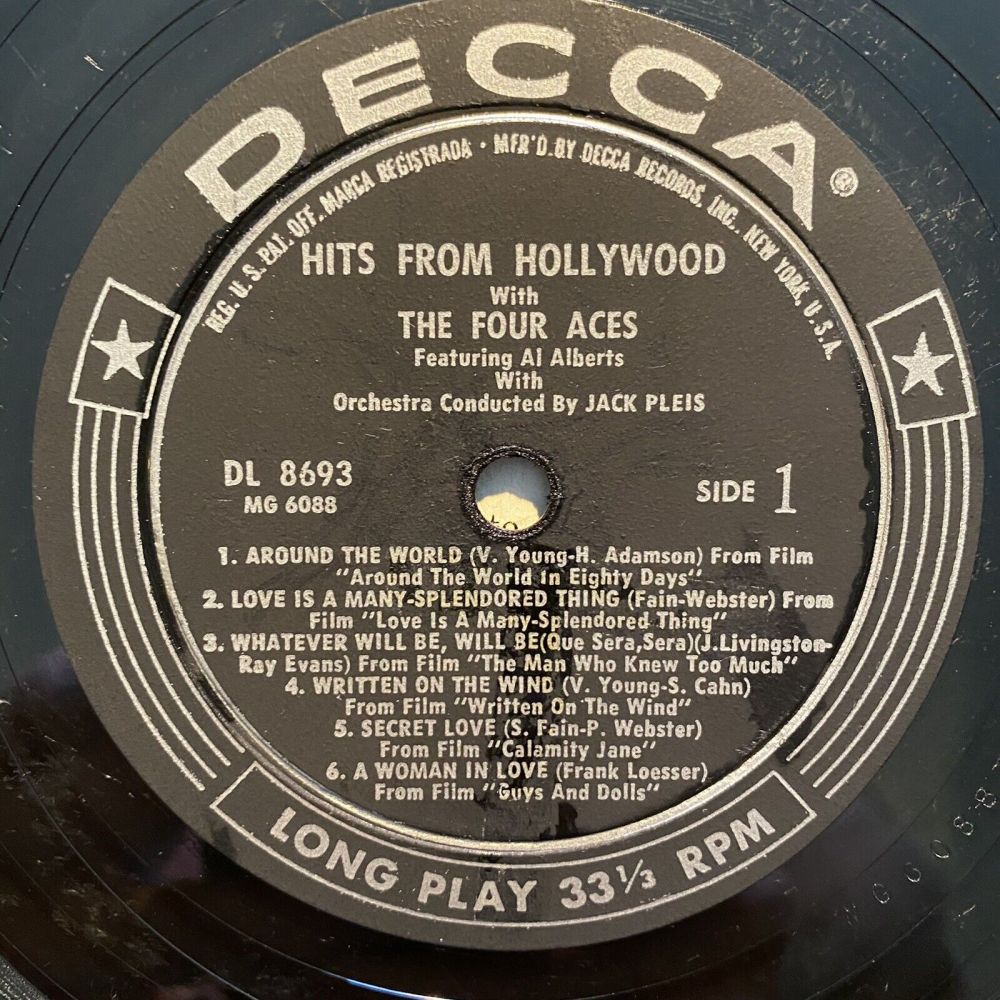 DECCA®
REG. U.S. PAT. OFF. MARCA REGISTRADA · MFR'D. BY DECCA RECORDS, INC., NEW YORK, U.S.A.
HITS FROM HOLLYWOOD
With
THE FOUR ACES
Featuring Al Alberts
With
Orchestra Conducted By JACK PLEIS
DL 8693
MG 6088
SIDE 1
1. AROUND THE WORLD (V. Young-H. Adamson) From Film
"Around The World In Eighty Days"
2. LOVE IS A MANY-SPLENDORED THING (Fain-Webster) From
Film "Love Is A Many-Splendored Thing"
3. WHATEVER WILL BE, WILL BE(Que Sera,Sera)(J.Livingston-
Ray Evans) From Film "The Man Who Knew Too Much"
4. WRITTEN ON THE WIND (V. Young-S. Cahn)
From Film "Written On The Wind"
5. SECRET LOVE (S. Fain-P. Webster)
From Film "Calamity Jane"
6. A WOMAN IN LOVE (Frank Loesser)
From Film "Guys And Dolls"
LONG PLAY 33⅓ RPM